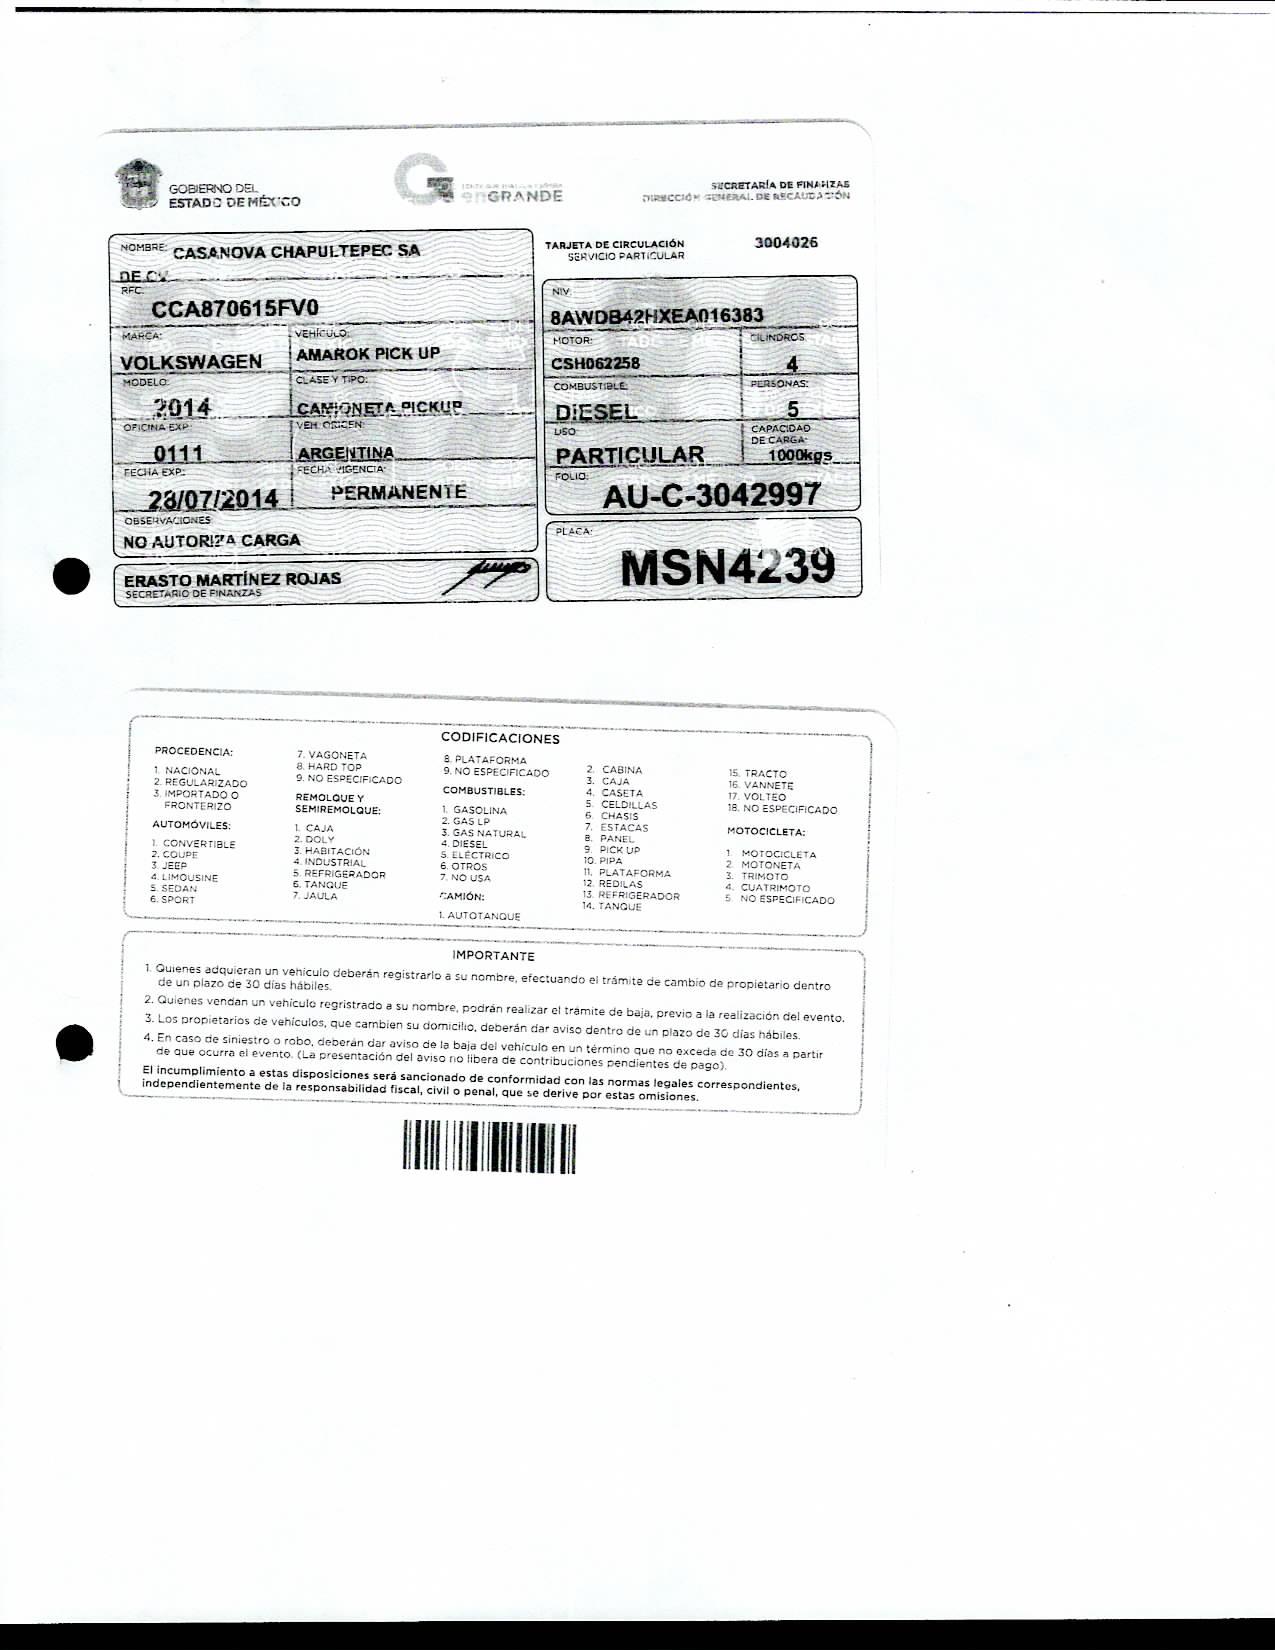 GOBIERNO DEL
ESTADO DE MÉXICO
enGRANDE
SECRETARÍA DE FINANZAS
DIRECCIÓN GENERAL DE RECAUDACIÓN
NOMBRE: CASANOVA CHAPULTEPEC SA
DE CV
RFC:
CCA870615FV0
MARCA:
VOLKSWAGEN
VEHÍCULO:
AMAROK PICK UP
MODELO:
2014
CLASE Y TIPO:
CAMIONETA PICKUP
OFICINA EXP:
0111
VEH. ORIGEN:
ARGENTINA
FECHA EXP.:
28/07/2014
FECHA VIGENCIA:
PERMANENTE
OBSERVACIONES
NO AUTORIZA CARGA
ERASTO MARTÍNEZ ROJAS
SECRETARIO DE FINANZAS
TARJETA DE CIRCULACIÓN
SERVICIO PARTICULAR
3004026
NIV:
8AWDB42HXEA016383
MOTOR:
CSH062258
CILINDROS
4
COMBUSTIBLE:
DIESEL
PERSONAS:
5
USO:
PARTICULAR
CAPACIDAD
DE CARGA:
1000kgs
FOLIO:
AU-C-3042997
PLACA:
MSN4239
CODIFICACIONES
PROCEDENCIA:
1. NACIONAL
2. REGULARIZADO
3. IMPORTADO O
FRONTERIZO
AUTOMÓVILES:
1. CONVERTIBLE
2. COUPE
3. JEEP
4. LIMOUSINE
5. SEDAN
6. SPORT
7. VAGONETA
8. HARD TOP
9. NO ESPECIFICADO
REMOLQUE Y
SEMIREMOLQUE:
1. CAJA
2. DOLY
3. HABITACIÓN
4. INDUSTRIAL
5. REFRIGERADOR
6. TANQUE
7. JAULA
8. PLATAFORMA
9. NO ESPECIFICADO
COMBUSTIBLES:
1. GASOLINA
2. GAS LP
3. GAS NATURAL
4. DIESEL
5. ELÉCTRICO
6. OTROS
7. NO USA
CAMIÓN:
1. AUTOTANQUE
2. CABINA
3. CAJA
4. CASETA
5. CELDILLAS
6. CHASIS
7. ESTACAS
8. PANEL
9. PICK UP
10. PIPA
11. PLATAFORMA
12. REDILAS
13. REFRIGERADOR
14. TANQUE
15. TRACTO
16. VANNETE
17. VOLTEO
18. NO ESPECIFICADO
MOTOCICLETA:
1. MOTOCICLETA
2. MOTONETA
3. TRIMOTO
4. CUATRIMOTO
5. NO ESPECIFICADO
IMPORTANTE
1. Quienes adquieran un vehículo deberán registrarlo a su nombre, efectuando el trámite de cambio de propietario dentro
de un plazo de 30 días hábiles.
2. Quienes vendan un vehículo regristrado a su nombre, podrán realizar el trámite de baja, previo a la realización del evento.
3. Los propietarios de vehículos, que cambien su domicilio, deberán dar aviso dentro de un plazo de 30 días hábiles.
4. En caso de siniestro o robo, deberán dar aviso de la baja del vehículo en un término que no exceda de 30 días a partir
de que ocurra el evento. (La presentación del aviso no libera de contribuciones pendientes de pago).
El incumplimiento a estas disposiciones será sancionado de conformidad con las normas legales correspondientes,
independientemente de la responsabilidad fiscal, civil o penal, que se derive por estas omisiones.